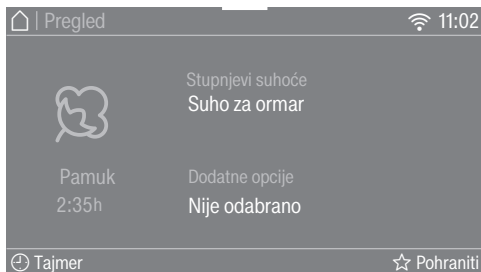 | Pregled 11:02
Stupnjevi suhoće
Suho za ormar
Pamuk
2:35h
Dodatne opcije
Nije odabrano
Tajmer
Pohraniti